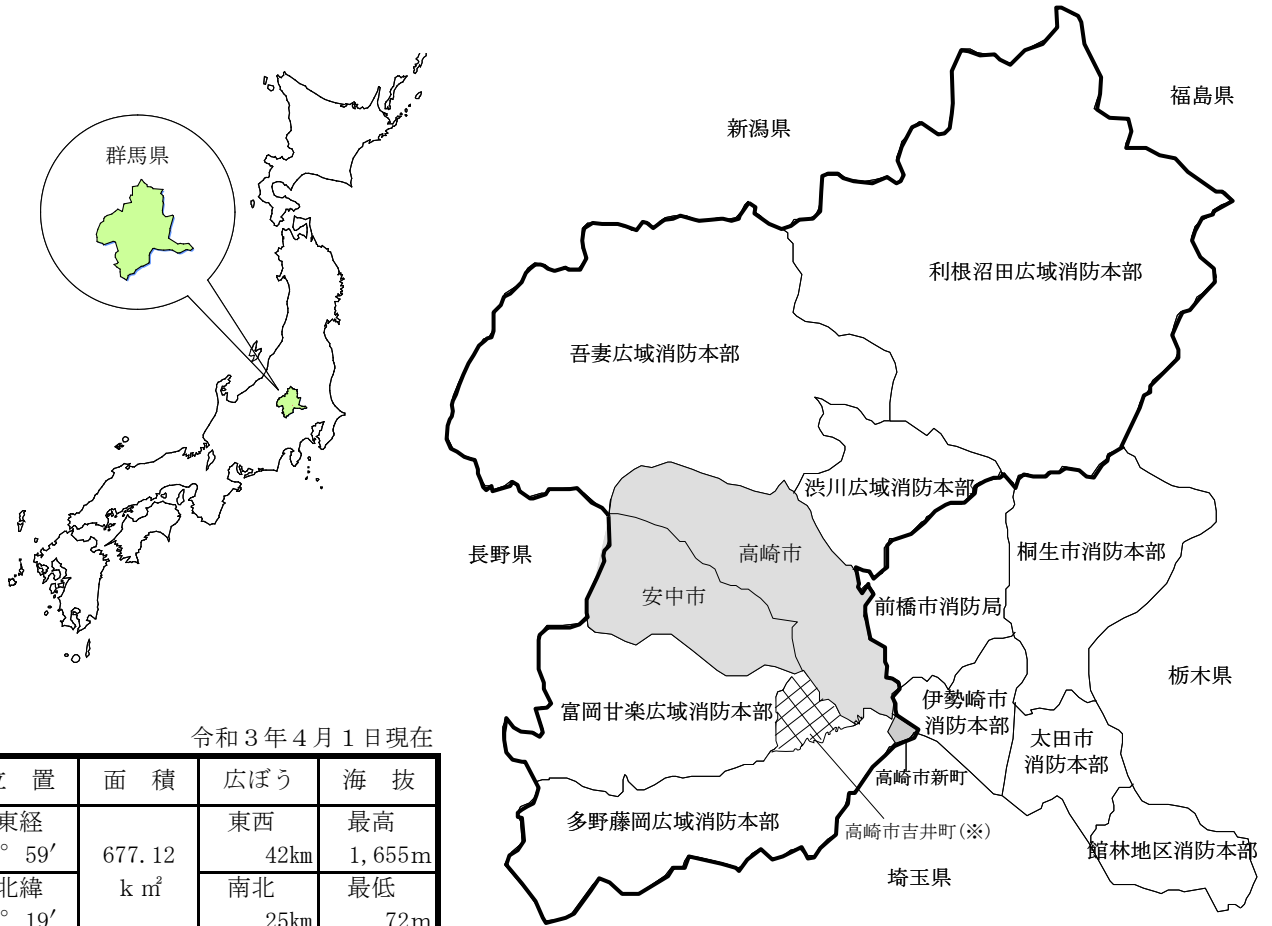 群馬県
新潟県
福島県
利根沼田広域消防本部
吾妻広域消防本部
渋川広域消防本部
長野県
高崎市
桐生市消防本部
安中市
前橋市消防局
栃木県
富岡甘楽広域消防本部
伊勢崎市
消防本部
太田市
消防本部
高崎市新町
多野藤岡広域消防本部
高崎市吉井町(※)
館林地区消防本部
埼玉県
令和3年4月1日現在
置 面 積 広ぼう 海 抜
東経 東西 最高
° 59′ 677.12 42km 1,655m
北緯 k㎡ 南北 最低
° 19′ 25km 72m